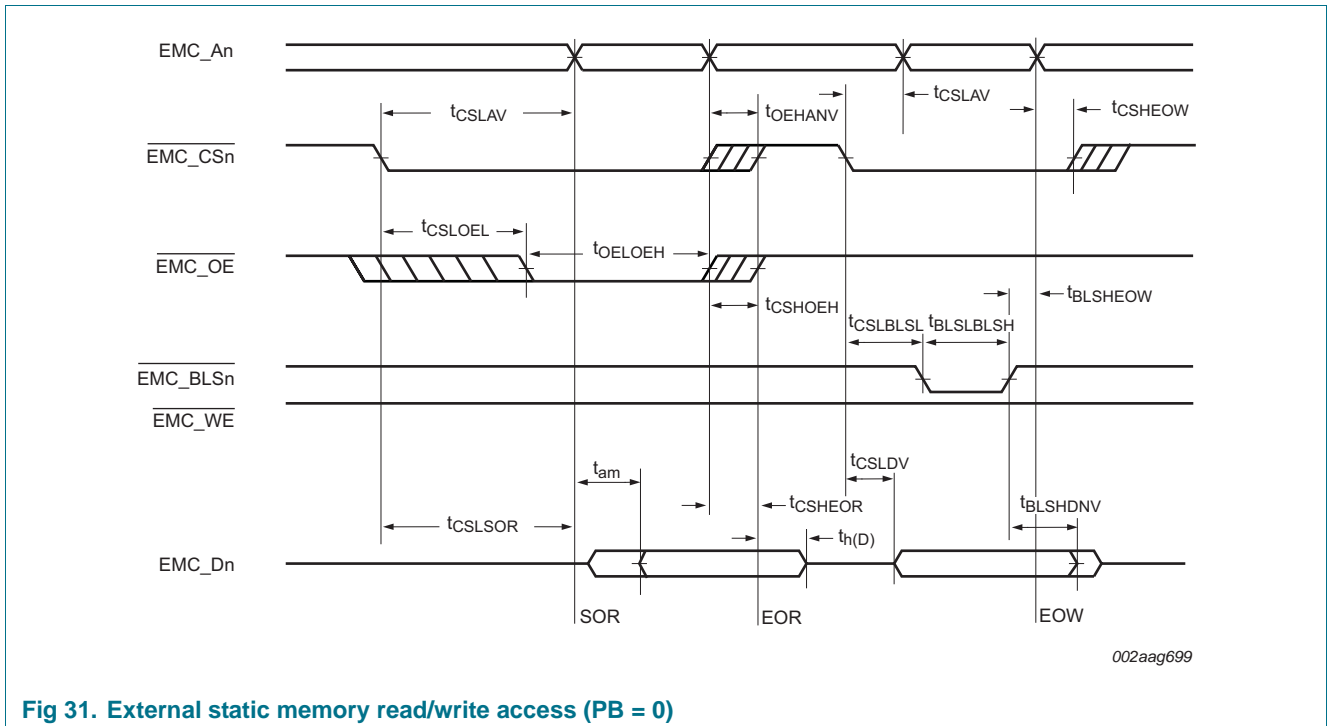 EMC_An
tCSLAV
tOEHANV
tCSLAV
tCSHEOW
EMC_CSn
tCSLOEL
tOELOEH
EMC_OE
tCSHOEH
tBLSHEOW
tCSLBLSL
tBLSLBLSH
EMC_BLSn
EMC_WE
tam
tCSLDV
tCSLSOR
tCSHEOR
tBLSHDNV
th(D)
EMC_Dn
SOR
EOR
EOW
002aag699
Fig 31. External static memory read/write access (PB = 0)